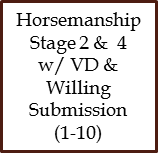 Horsemanship
Stage 2 & 4
w/ VD &
Willing
Submission
(1-10)